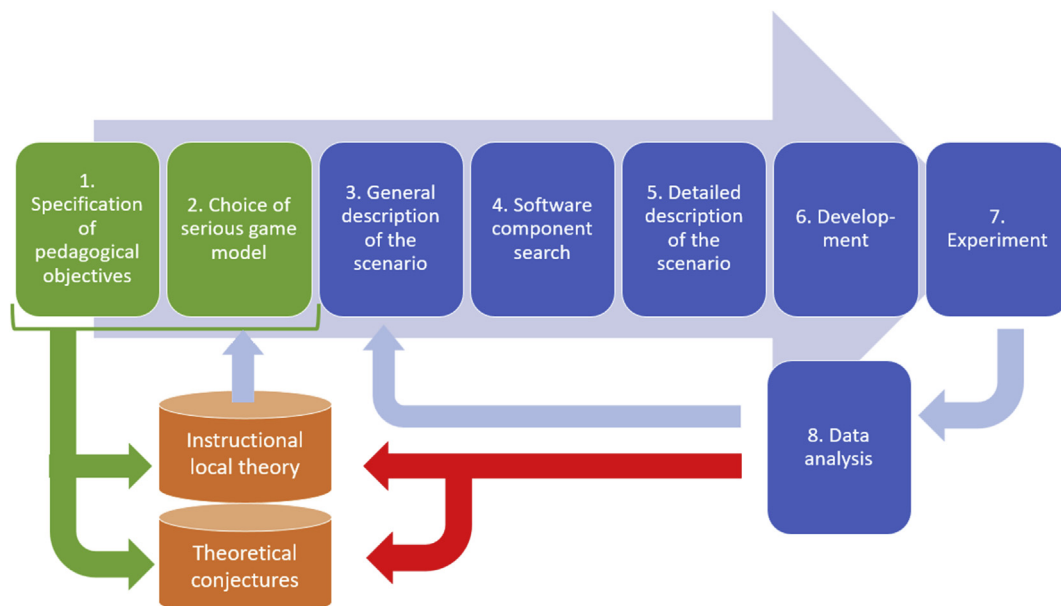 1.
Specification
of
pedagogical
objectives
2. Choice of
serious game
model
3. General
description
of the
scenario
4. Software
component
search
5. Detailed
description
of the
scenario
6. Develop-
ment
7.
Experiment
8. Data
analysis
Instructional
local theory
Theoretical
conjectures